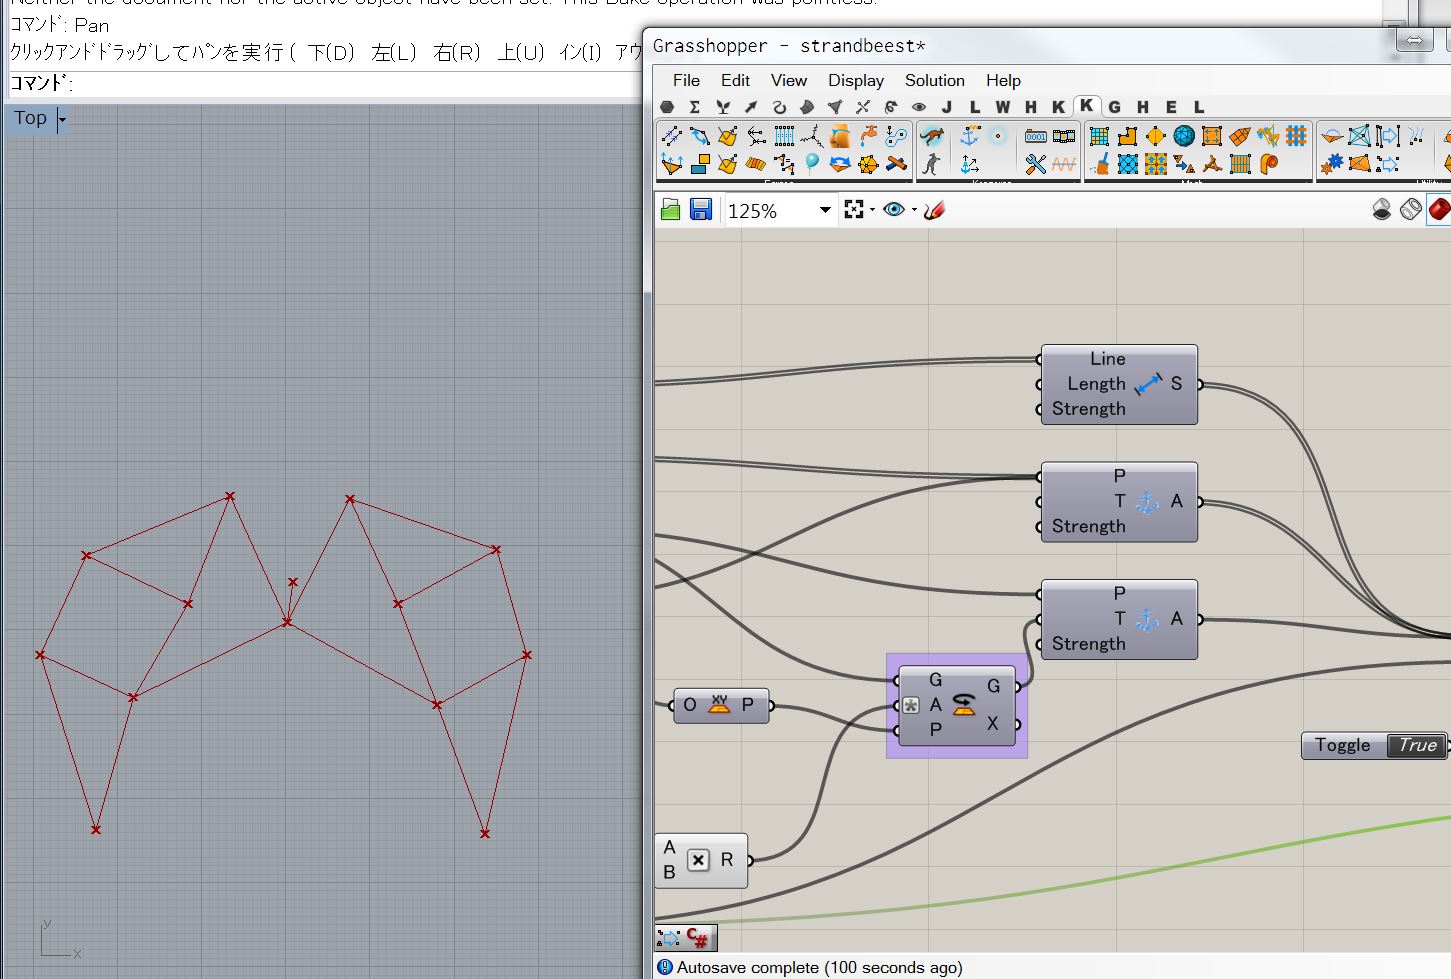 Neither the document nor the active object have been set. This Bake operation was pointless.
コマンド: Pan
クリックアンドドラッグしてパンを実行 ( 下(D) 左(L) 右(R) 上(U) イン(I)
コマンド:
Top
y
x
Grasshopper - strandbeest*
File Edit View Display Solution Help
Σ J L W H K K G H E L
0001
125%
Line
Length S
Strength
P
T A
Strength
P
T A
Strength
G G
A
P X
O XY P
Toggle True
A
B R
C#
Autosave complete (100 seconds ago)